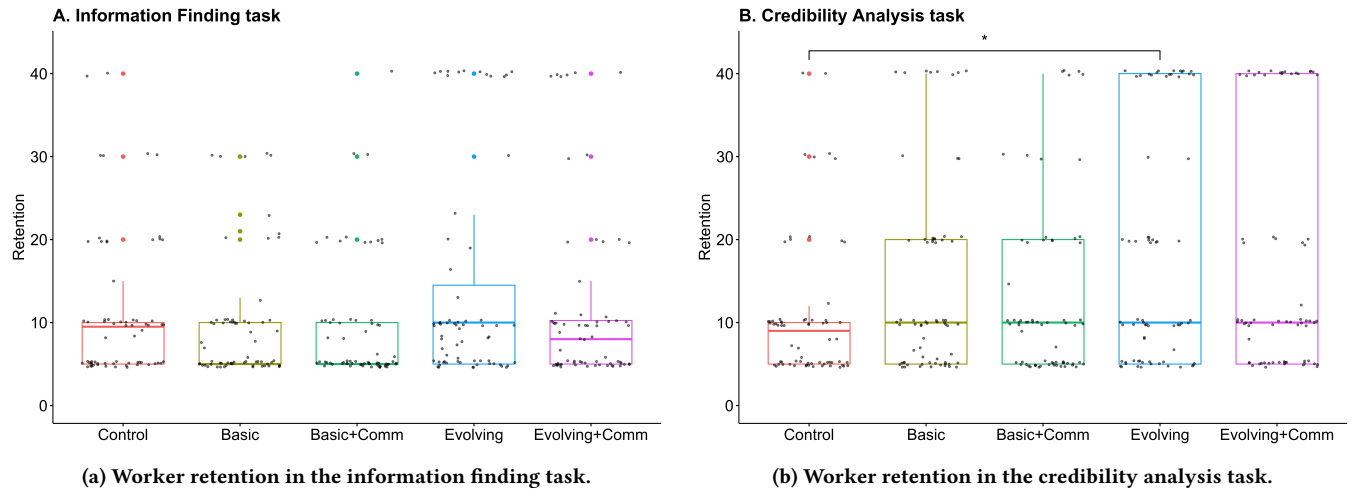 A. Information Finding task
Retention
40
30
20
10
0
Control Basic Basic+Comm Evolving Evolving+Comm
(a) Worker retention in the information finding task.
B. Credibility Analysis task
*
Retention
40
30
20
10
0
Control Basic Basic+Comm Evolving Evolving+Comm
(b) Worker retention in the credibility analysis task.